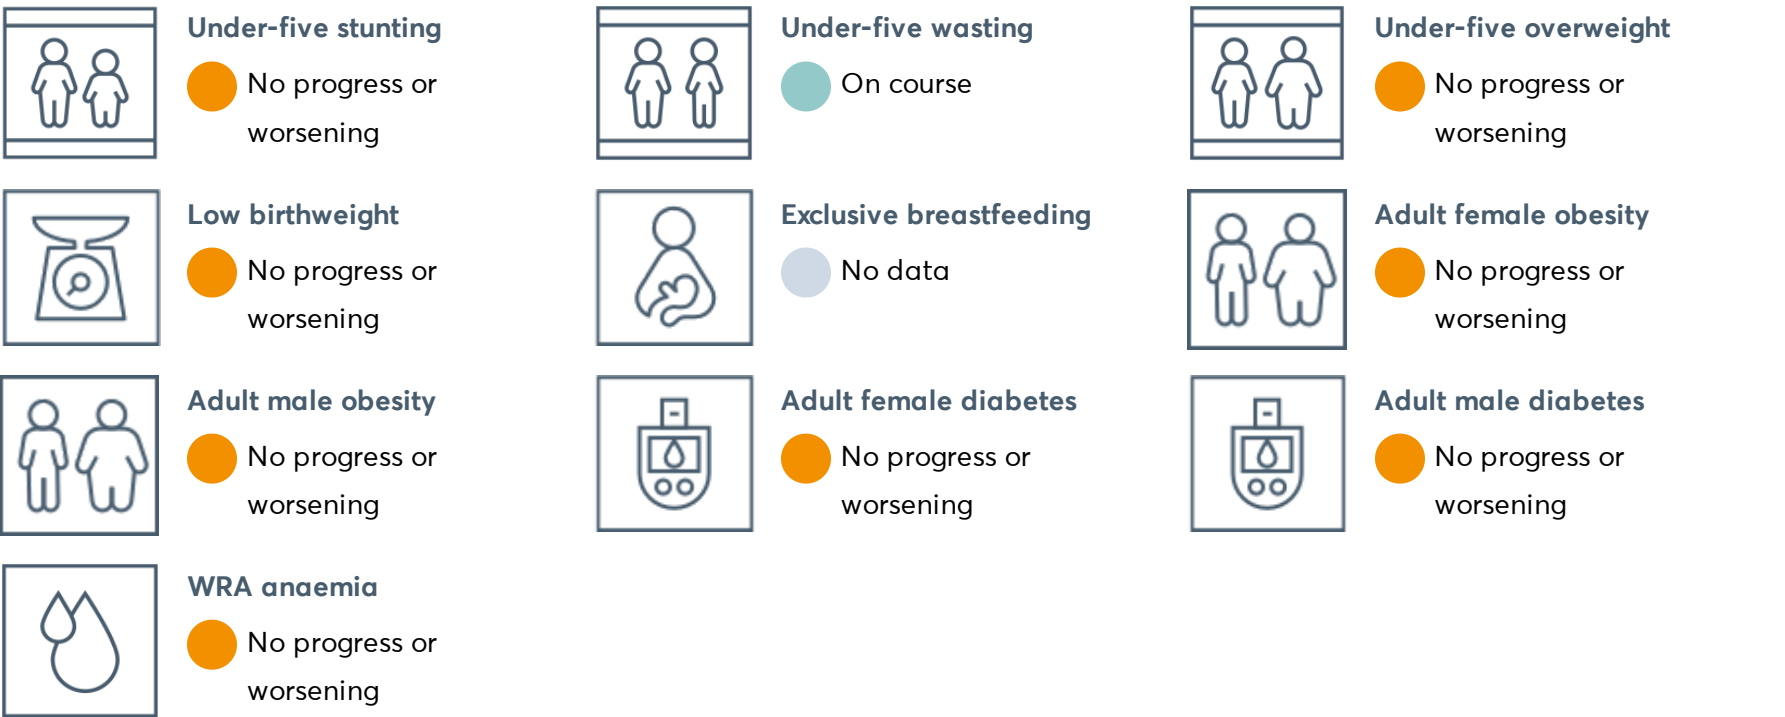 Under-five stunting
No progress or
worsening
Under-five wasting
On course
Under-five overweight
No progress or
worsening
Low birthweight
No progress or
worsening
Exclusive breastfeeding
No data
Adult female obesity
No progress or
worsening
Adult male obesity
No progress or
worsening
Adult female diabetes
No progress or
worsening
Adult male diabetes
No progress or
worsening
WRA anaemia
No progress or
worsening